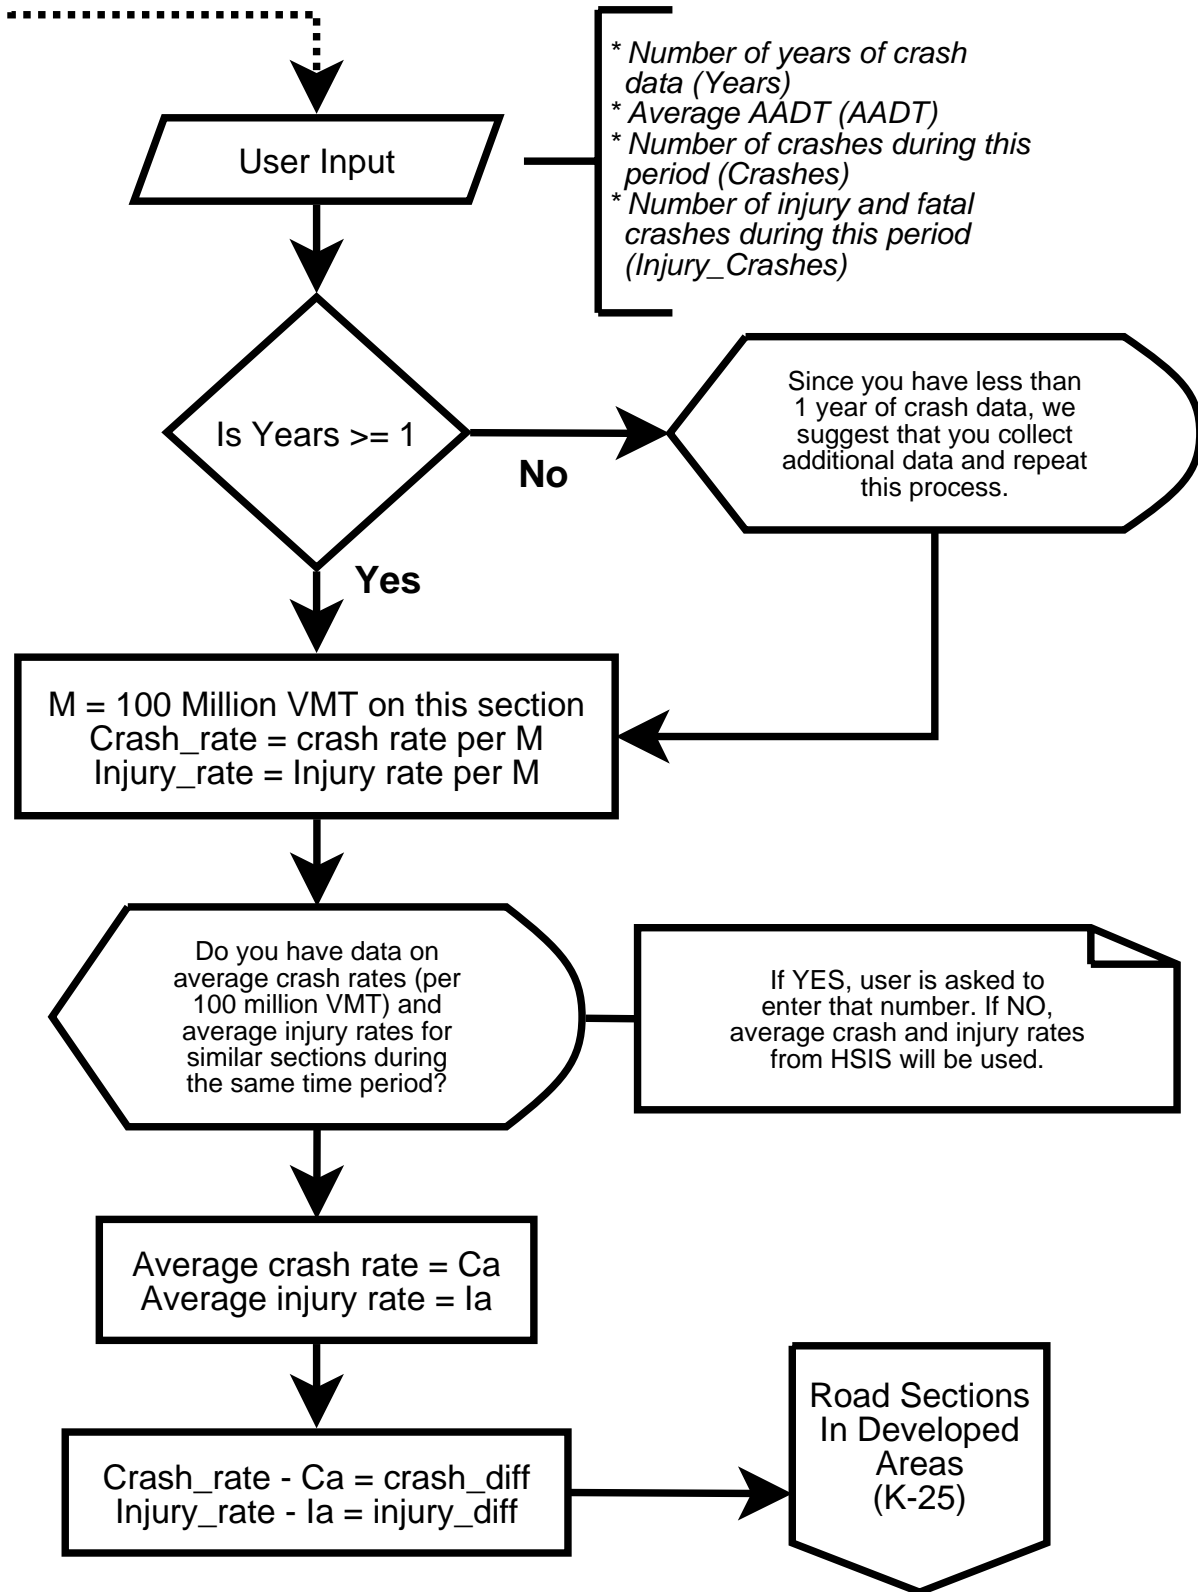 User Input
* Number of years of crash
data (Years)
* Average AADT (AADT)
* Number of crashes during this
period (Crashes)
* Number of injury and fatal
crashes during this period
(Injury_Crashes)
Is Years >= 1
No
Since you have less than
1 year of crash data, we
suggest that you collect
additional data and repeat
this process.
Yes
M = 100 Million VMT on this section
Crash_rate = crash rate per M
Injury_rate = Injury rate per M
Do you have data on
average crash rates (per
100 million VMT) and
average injury rates for
similar sections during
the same time period?
If YES, user is asked to
enter that number. If NO,
average crash and injury rates
from HSIS will be used.
Average crash rate = Ca
Average injury rate = Ia
Crash_rate - Ca = crash_diff
Injury_rate - Ia = injury_diff
Road Sections
In Developed
Areas
(K-25)